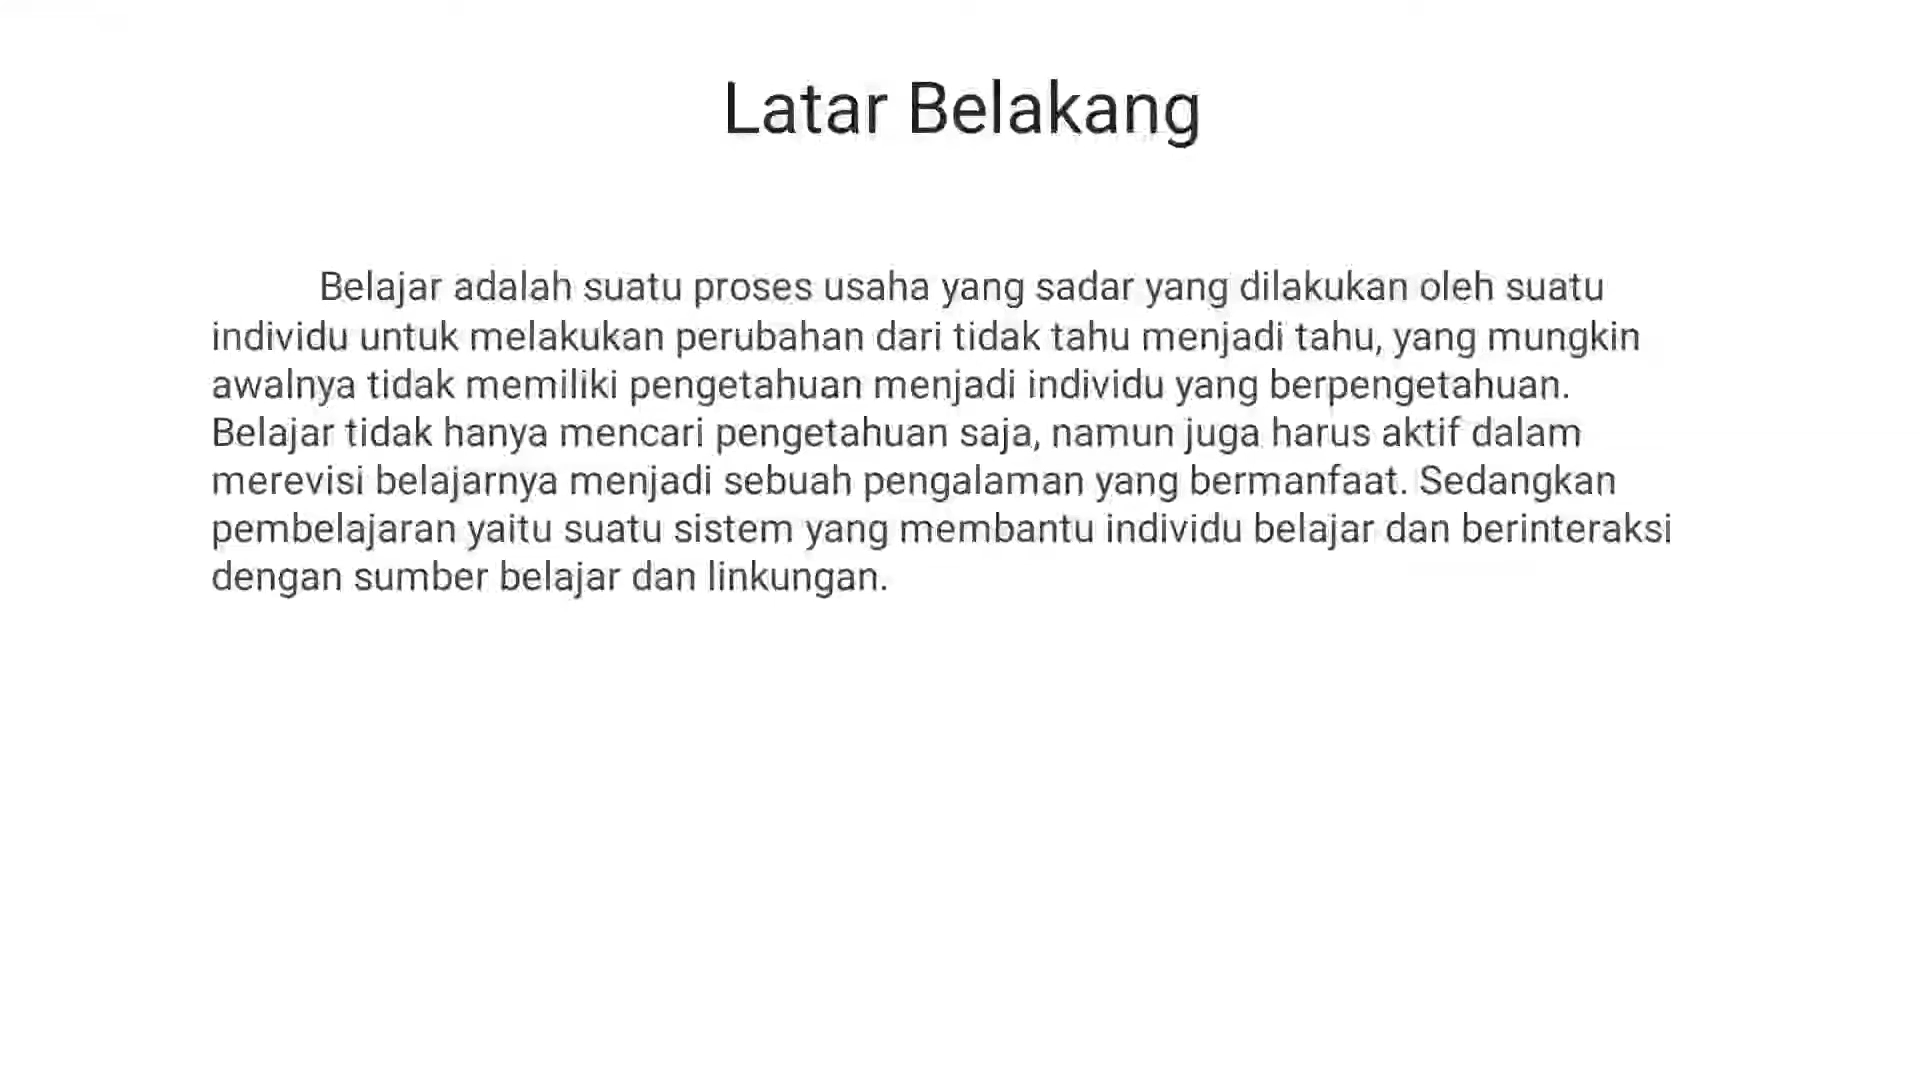 Latar Belakang
Belajar adalah suatu proses usaha yang sadar yang dilakukan oleh suatu
individu untuk melakukan perubahan dari tidak tahu menjadi tahu, yang mungkin
awalnya tidak memiliki pengetahuan menjadi individu yang berpengetahuan.
Belajar tidak hanya mencari pengetahuan saja, namun juga harus aktif dalam
merevisi belajarnya menjadi sebuah pengalaman yang bermanfaat. Sedangkan
pembelajaran yaitu suatu sistem yang membantu individu belajar dan berinteraksi
dengan sumber belajar dan linkungan.